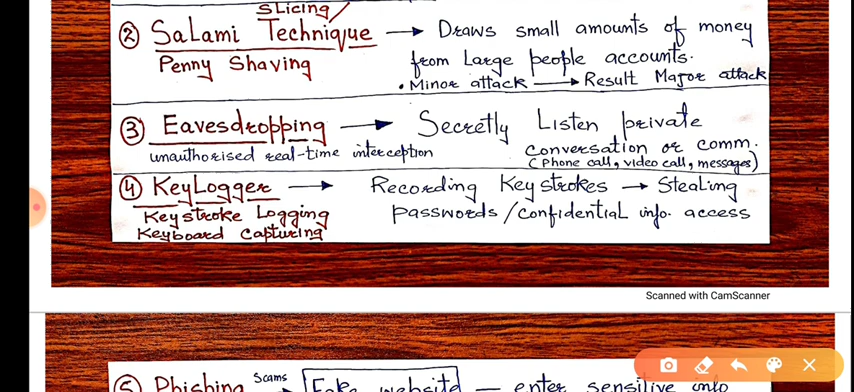 Slicing/
② Salami Technique → Draws small amounts of money
Penny Shaving from Large people accounts.
• Minor attack → Result Major attack
③ Eavesdropping → Secretly Listen private
unauthorised real-time interception conversation or comm.
(Phone call, video call, messages)
④ KeyLogger → Recording Keystrokes → Stealing
Keystroke Logging passwords/confidential info. access
Keyboard Capturing
Scanned with CamScanner
⑤ Phishing Scams → Fake website — enter sensitive info